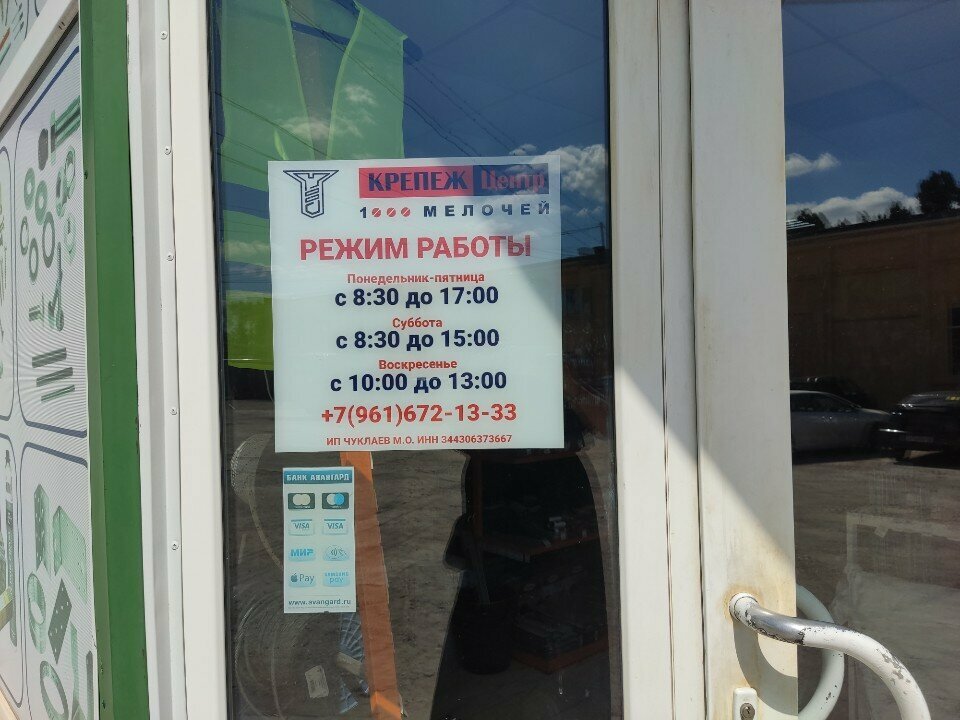 КРЕПЕЖ Центр
1000 МЕЛОЧЕЙ
РЕЖИМ РАБОТЫ
Понедельник-пятница
с 8:30 до 17:00
Суббота
с 8:30 до 15:00
Воскресенье
с 10:00 до 13:00
+7(961)672-13-33
ИП ЧУКЛАЕВ М.О. ИНН 344306373667
БАНК АВАНГАРД
VISA VISA
МИР
Pay SAMSUNG pay
www.avangard.ru